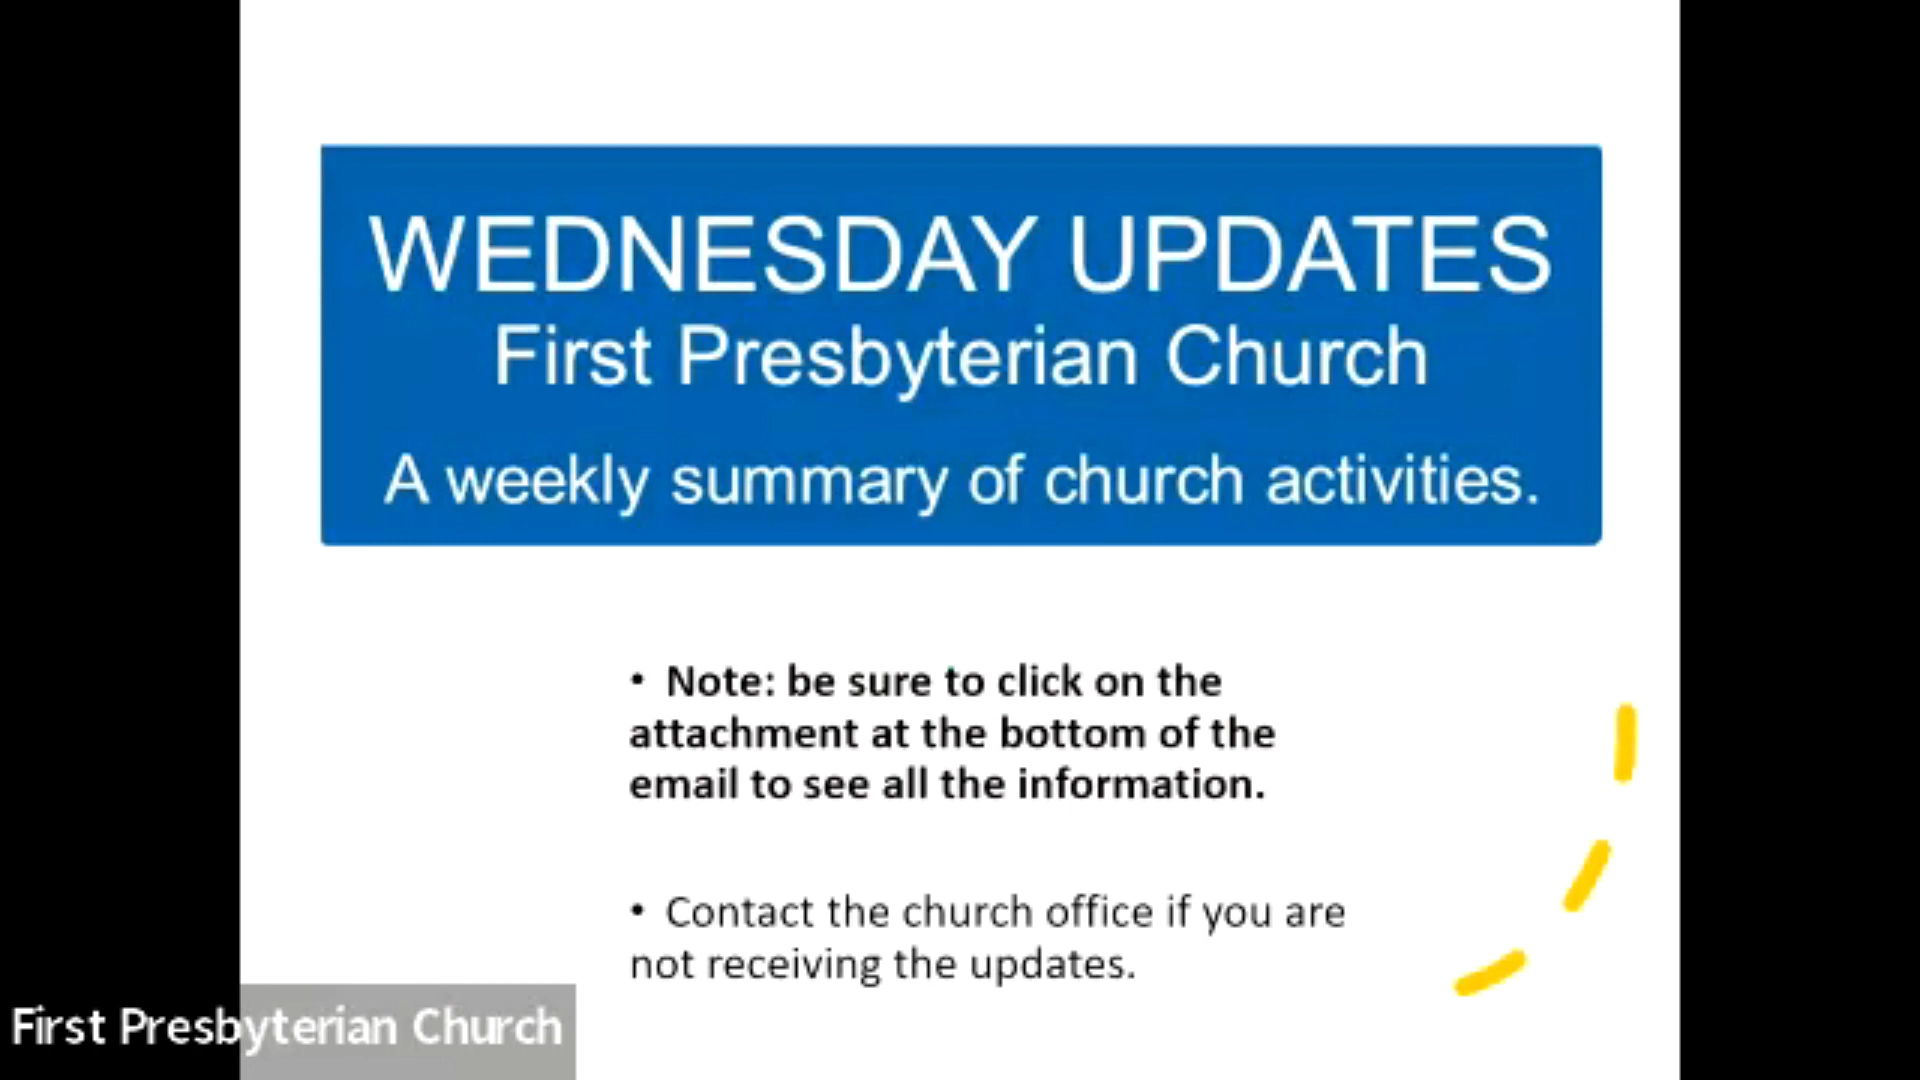 WEDNESDAY UPDATES
First Presbyterian Church
A weekly summary of church activities.
• Note: be sure to click on the
attachment at the bottom of the
email to see all the information.
• Contact the church office if you are
not receiving the updates.
First Presbyterian Church